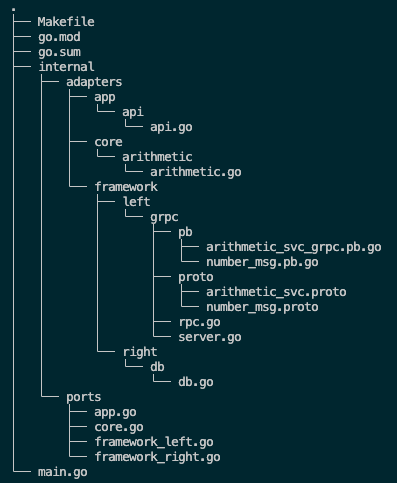 .
├── Makefile
├── go.mod
├── go.sum
├── internal
│   ├── adapters
│   │   ├── app
│   │   │   └── api
│   │   │       └── api.go
│   │   ├── core
│   │   │   └── arithmetic
│   │   │       └── arithmetic.go
│   │   └── framework
│   │       ├── left
│   │       │   └── grpc
│   │       │       ├── pb
│   │       │       │   ├── arithmetic_svc_grpc.pb.go
│   │       │       │   └── number_msg.pb.go
│   │       │       ├── proto
│   │       │       │   ├── arithmetic_svc.proto
│   │       │       │   └── number_msg.proto
│   │       │       ├── rpc.go
│   │       │       └── server.go
│   │       └── right
│   │           └── db
│   │               └── db.go
│   └── ports
│       ├── app.go
│       ├── core.go
│       ├── framework_left.go
│       └── framework_right.go
└── main.go